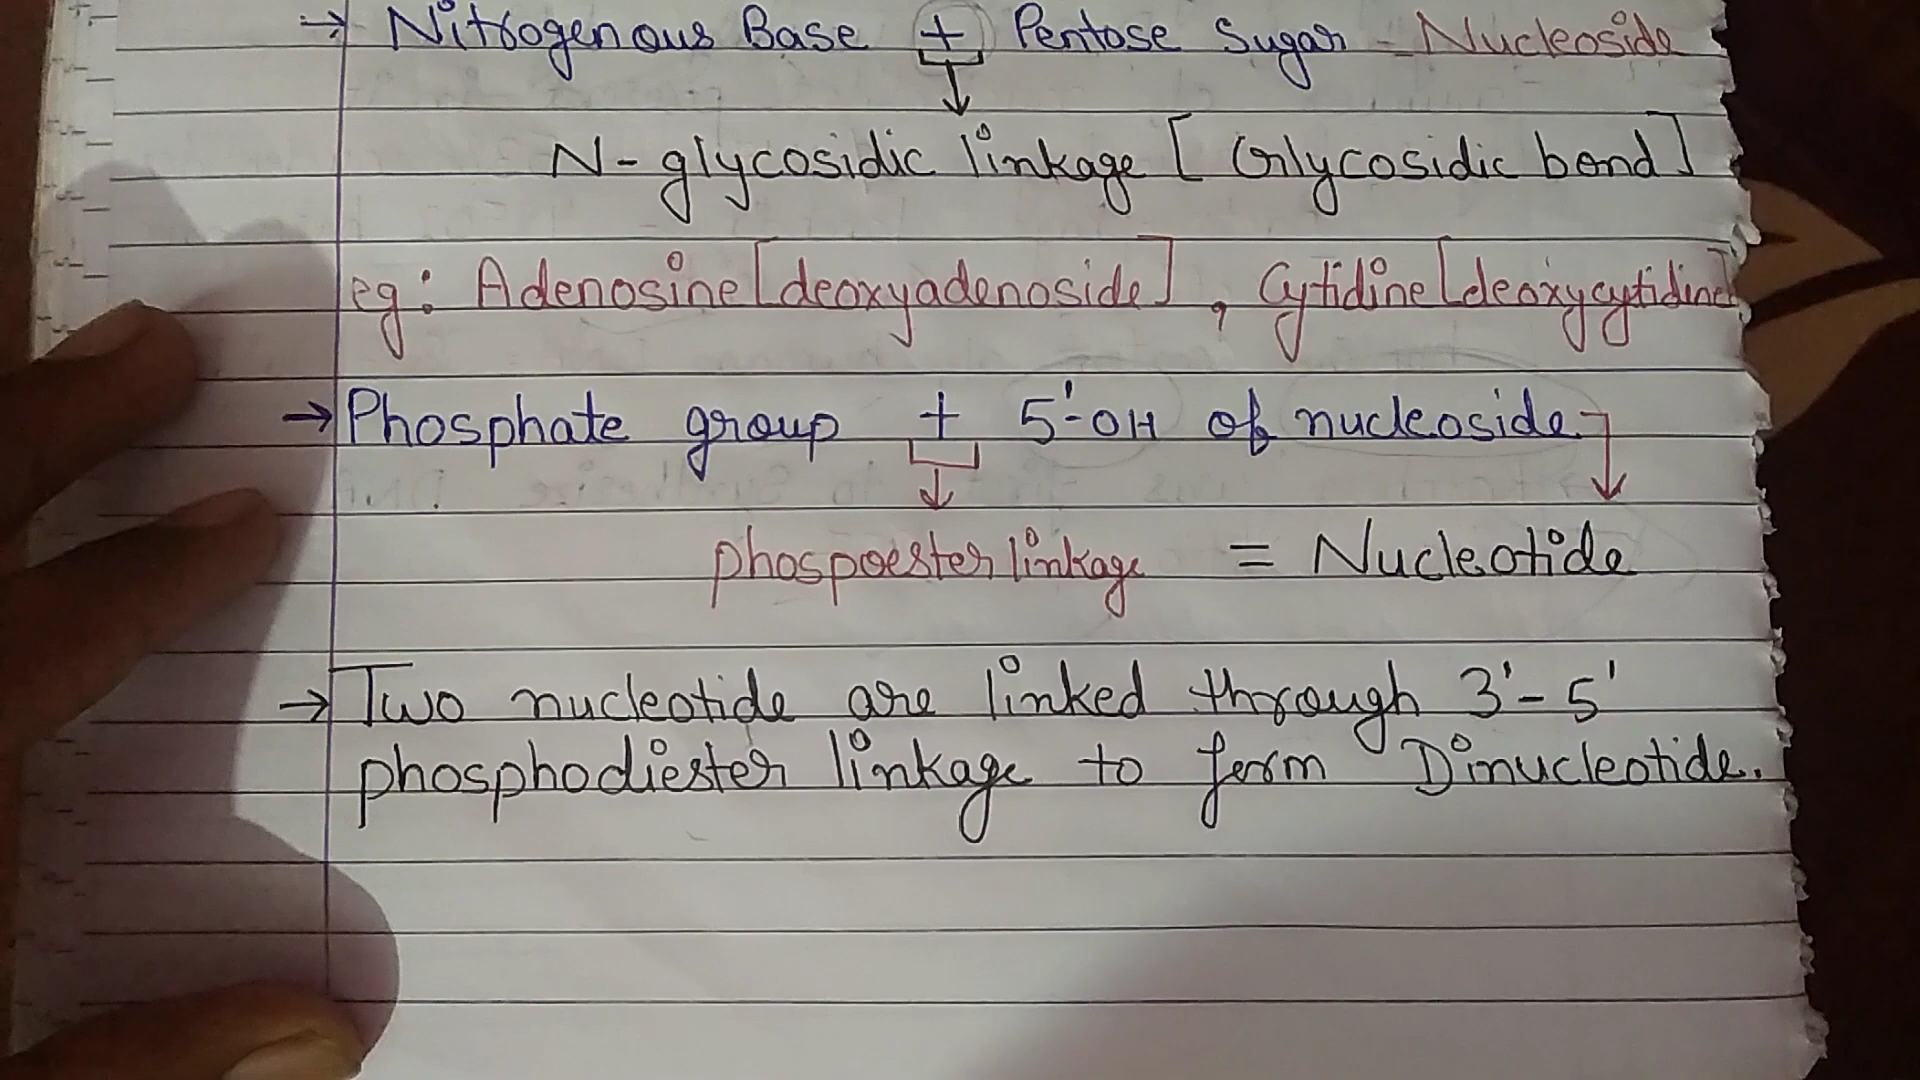 → Nitrogenous Base + Pentose Sugar - Nucleoside
↓
N-glycosidic linkage [Glycosidic bond]
eg: Adenosine [deoxyadenoside], Cytidine [deoxycytidine]
→ Phosphate group + 5'-OH of nucleoside
↓ ↓
phospoester linkage = Nucleotide
→ Two nucleotide are linked through 3'-5'
phosphodiester linkage to form Dinucleotide.